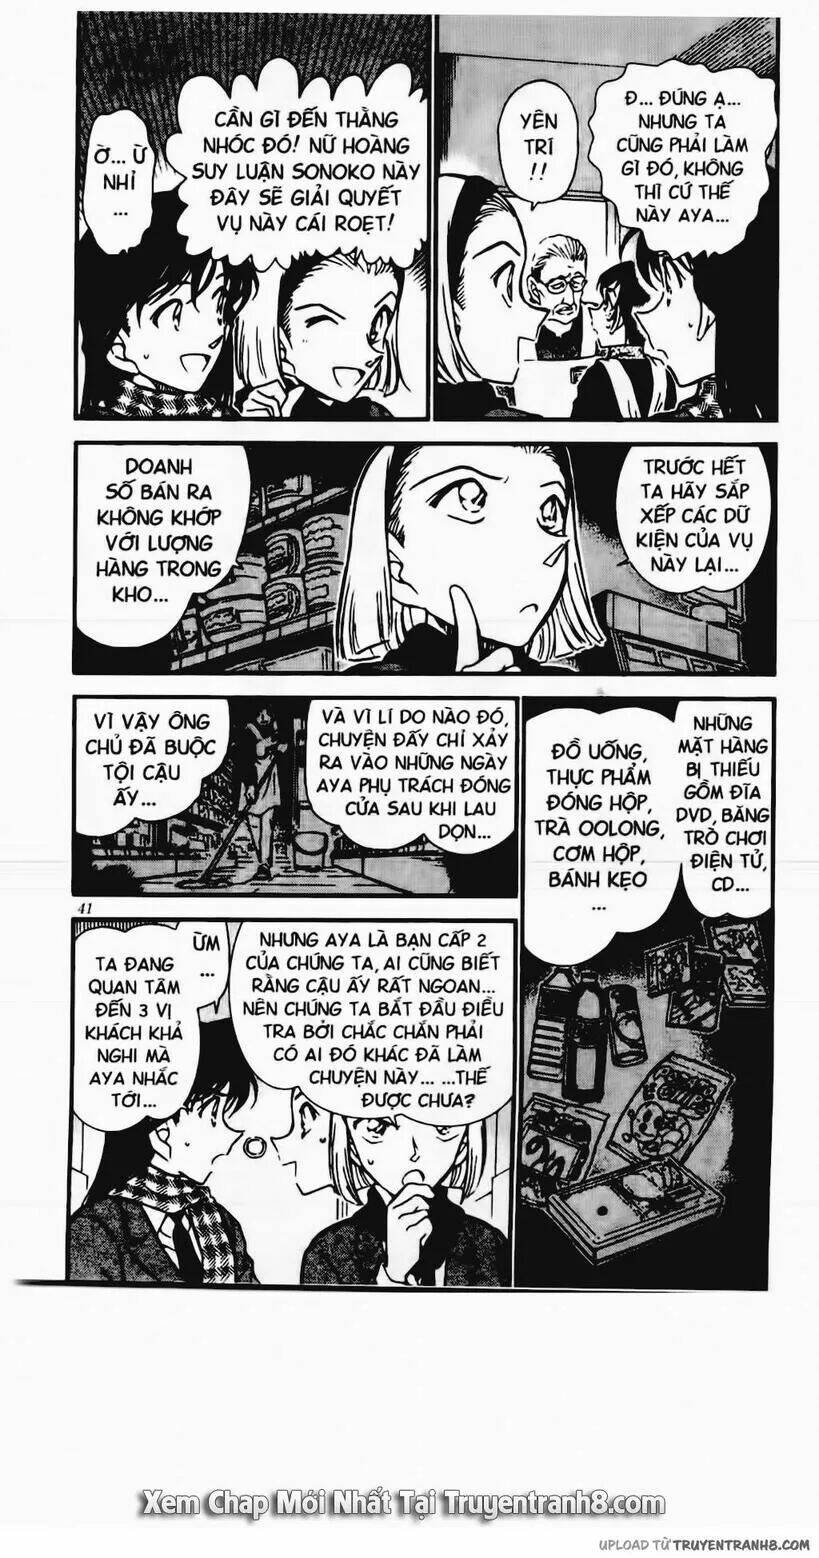 Đ... ĐÚNG Ạ...
NHƯNG TA
CŨNG PHẢI LÀM
GÌ ĐÓ, KHÔNG
THÌ CỨ THẾ
NÀY AYA...
YÊN
TRÍ
!!
CẦN GÌ ĐẾN THẰNG
NHÓC ĐÓ! NỮ HOÀNG
SUY LUẬN SONOKO NÀY
ĐÂY SẼ GIẢI QUYẾT
VỤ NÀY CÁI ROẸT!
Ờ... Ừ
NHỈ
...
TRƯỚC HẾT
TA HÃY SẮP
XẾP CÁC DỮ
KIỆN CỦA VỤ
NÀY LẠI...
DOANH
SỐ BÁN RA
KHÔNG KHỚP
VỚI LƯỢNG
HÀNG TRONG
KHO...
NHỮNG
MẶT HÀNG
BỊ THIẾU
GỒM ĐĨA
DVD, BĂNG
TRÒ CHƠI
ĐIỆN TỬ,
CD...
ĐỒ UỐNG,
THỰC PHẨM
ĐÓNG HỘP,
TRÀ OOLONG,
CƠM HỘP,
BÁNH KẸO
...
VÀ VÌ LÍ DO NÀO ĐÓ,
CHUYỆN ĐẤY CHỈ XẢY
RA VÀO NHỮNG NGÀY
AYA PHỤ TRÁCH ĐÓNG
CỬA SAU KHI LAU
DỌN...
VÌ VẬY ÔNG
CHỦ ĐÃ BUỘC
TỘI CẬU
ẤY...
41
NHƯNG AYA LÀ BẠN CẤP 2
CỦA CHÚNG TA, AI CŨNG BIẾT
RẰNG CẬU ẤY RẤT NGOAN...
NÊN CHÚNG TA BẮT ĐẦU ĐIỀU
TRA BỞI CHẮC CHẮN PHẢI
CÓ AI ĐÓ KHÁC ĐÃ LÀM
CHUYỆN NÀY... ...THẾ
ĐƯỢC CHƯA?
ỪM
...
TA ĐANG
QUAN TÂM
ĐẾN 3 VỊ
KHÁCH KHẢ
NGHI MÀ
AYA NHẮC
TỚI...
Xem Chap Mới Nhất Tại Truyentranh8.com
UPLOAD TỪ TRUYENTRANH8.COM